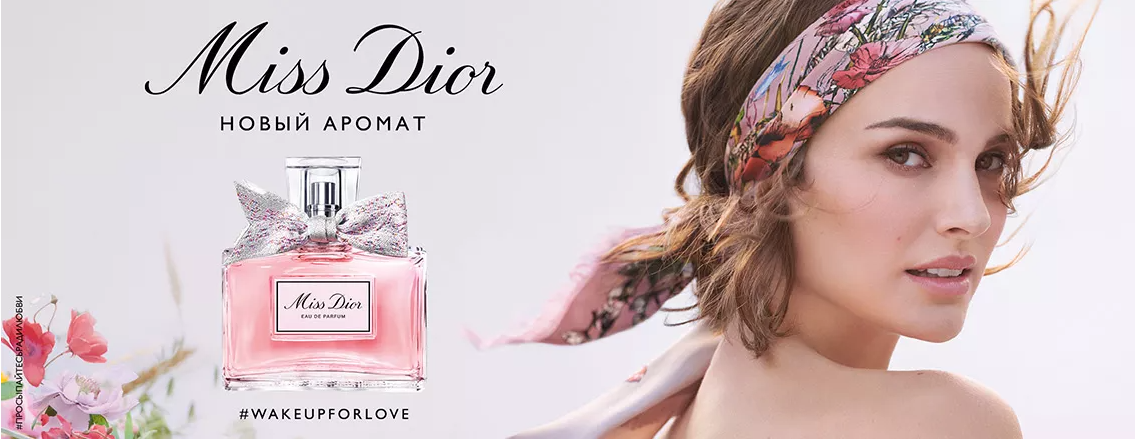 Miss Dior
НОВЫЙ АРОМАТ
Miss Dior
EAU DE PARFUM
#WAKEUPFORLOVE
#ПРОСЫПАЙТЕСЬРАДИЛЮБВИ